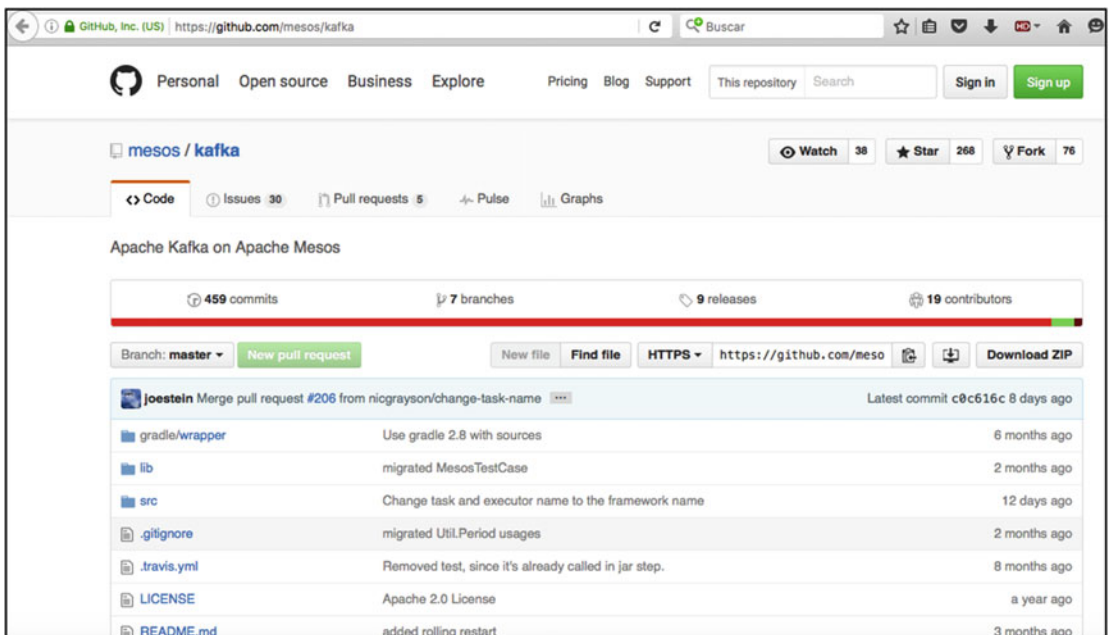 GitHub, Inc. (US) https://github.com/mesos/kafka Buscar HD
Personal Open source Business Explore Pricing Blog Support This repository Search Sign in Sign up
mesos / kafka Watch 38 Star 268 Fork 76
<> Code Issues 30 Pull requests 5 Pulse Graphs
Apache Kafka on Apache Mesos
459 commits 7 branches 9 releases 19 contributors
Branch: master New pull request New file Find file HTTPS https://github.com/meso Download ZIP
joestein Merge pull request #206 from nicgrayson/change-task-name ... Latest commit c0c616c 8 days ago
gradle/wrapper Use gradle 2.8 with sources 6 months ago
lib migrated MesosTestCase 2 months ago
src Change task and executor name to the framework name 12 days ago
.gitignore migrated Util.Period usages 2 months ago
.travis.yml Removed test, since it's already called in jar step. 8 months ago
LICENSE Apache 2.0 License a year ago
README.md added rolling restart 3 months ago